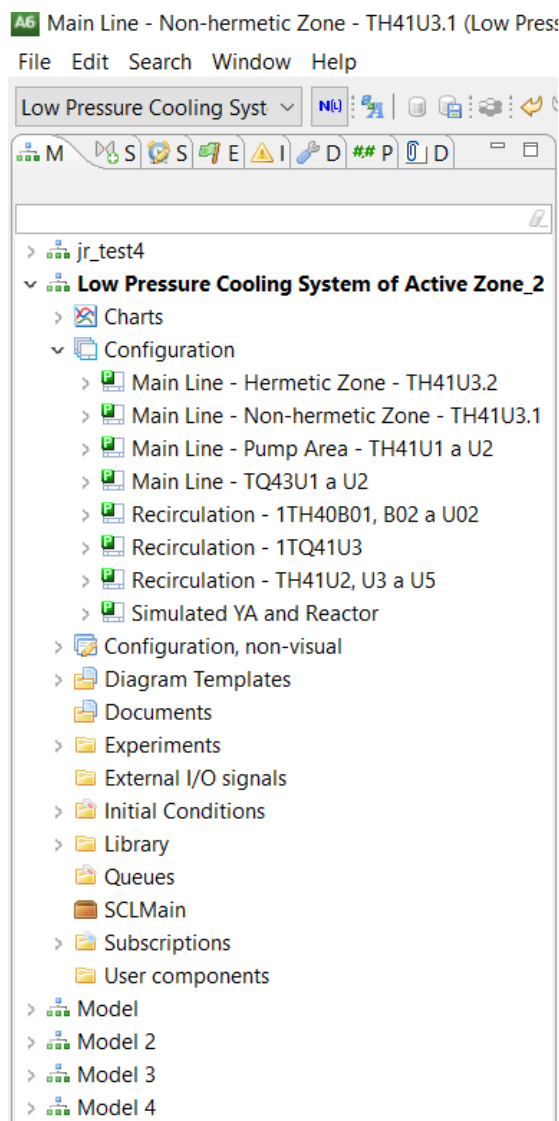 A6 Main Line - Non-hermetic Zone - TH41U3.1 (Low Press
File Edit Search Window Help
Low Pressure Cooling Syst N(L)
M S S E I D ## P D
jr_test4
Low Pressure Cooling System of Active Zone_2
Charts
Configuration
P Main Line - Hermetic Zone - TH41U3.2
P Main Line - Non-hermetic Zone - TH41U3.1
P Main Line - Pump Area - TH41U1 a U2
P Main Line - TQ43U1 a U2
P Recirculation - 1TH40B01, B02 a U02
P Recirculation - 1TQ41U3
P Recirculation - TH41U2, U3 a U5
P Simulated YA and Reactor
Configuration, non-visual
Diagram Templates
Documents
Experiments
External I/O signals
Initial Conditions
Library
Queues
SCLMain
Subscriptions
User components
Model
Model 2
Model 3
Model 4